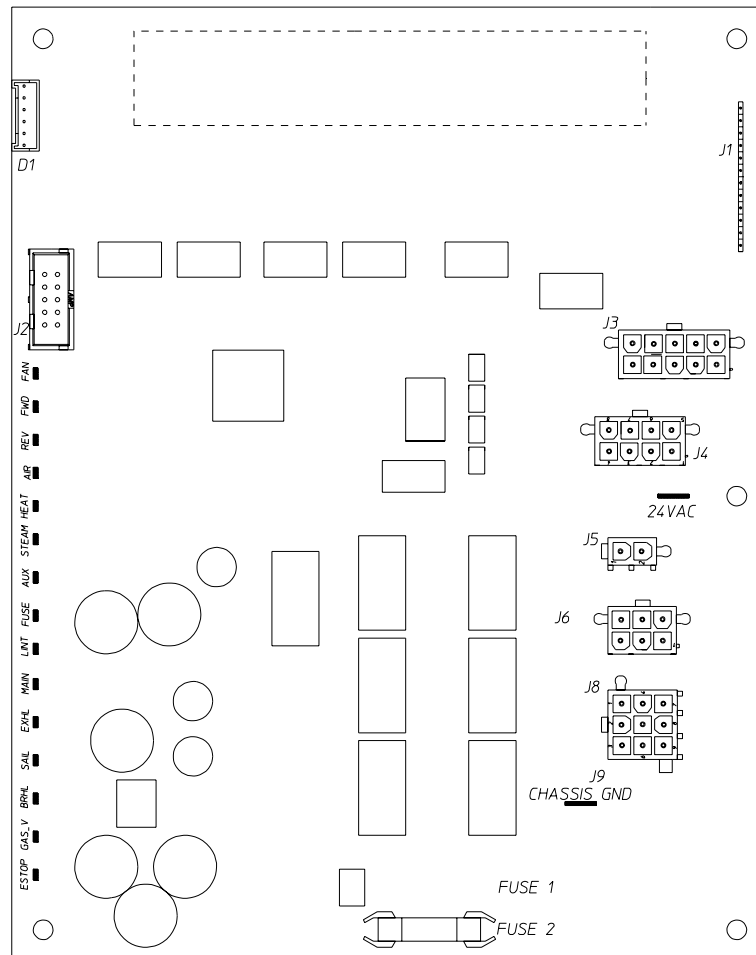 D1
J1
J2
J3
FAN
FWD
REV
AIR
HEAT
STEAM
AUX
FUSE
LINT
MAIN
EXHL
SAIL
BRHL
GAS_V
ESTOP
J4
24VAC
J5
J6
J8
J9
CHASSIS GND
FUSE 1
FUSE 2